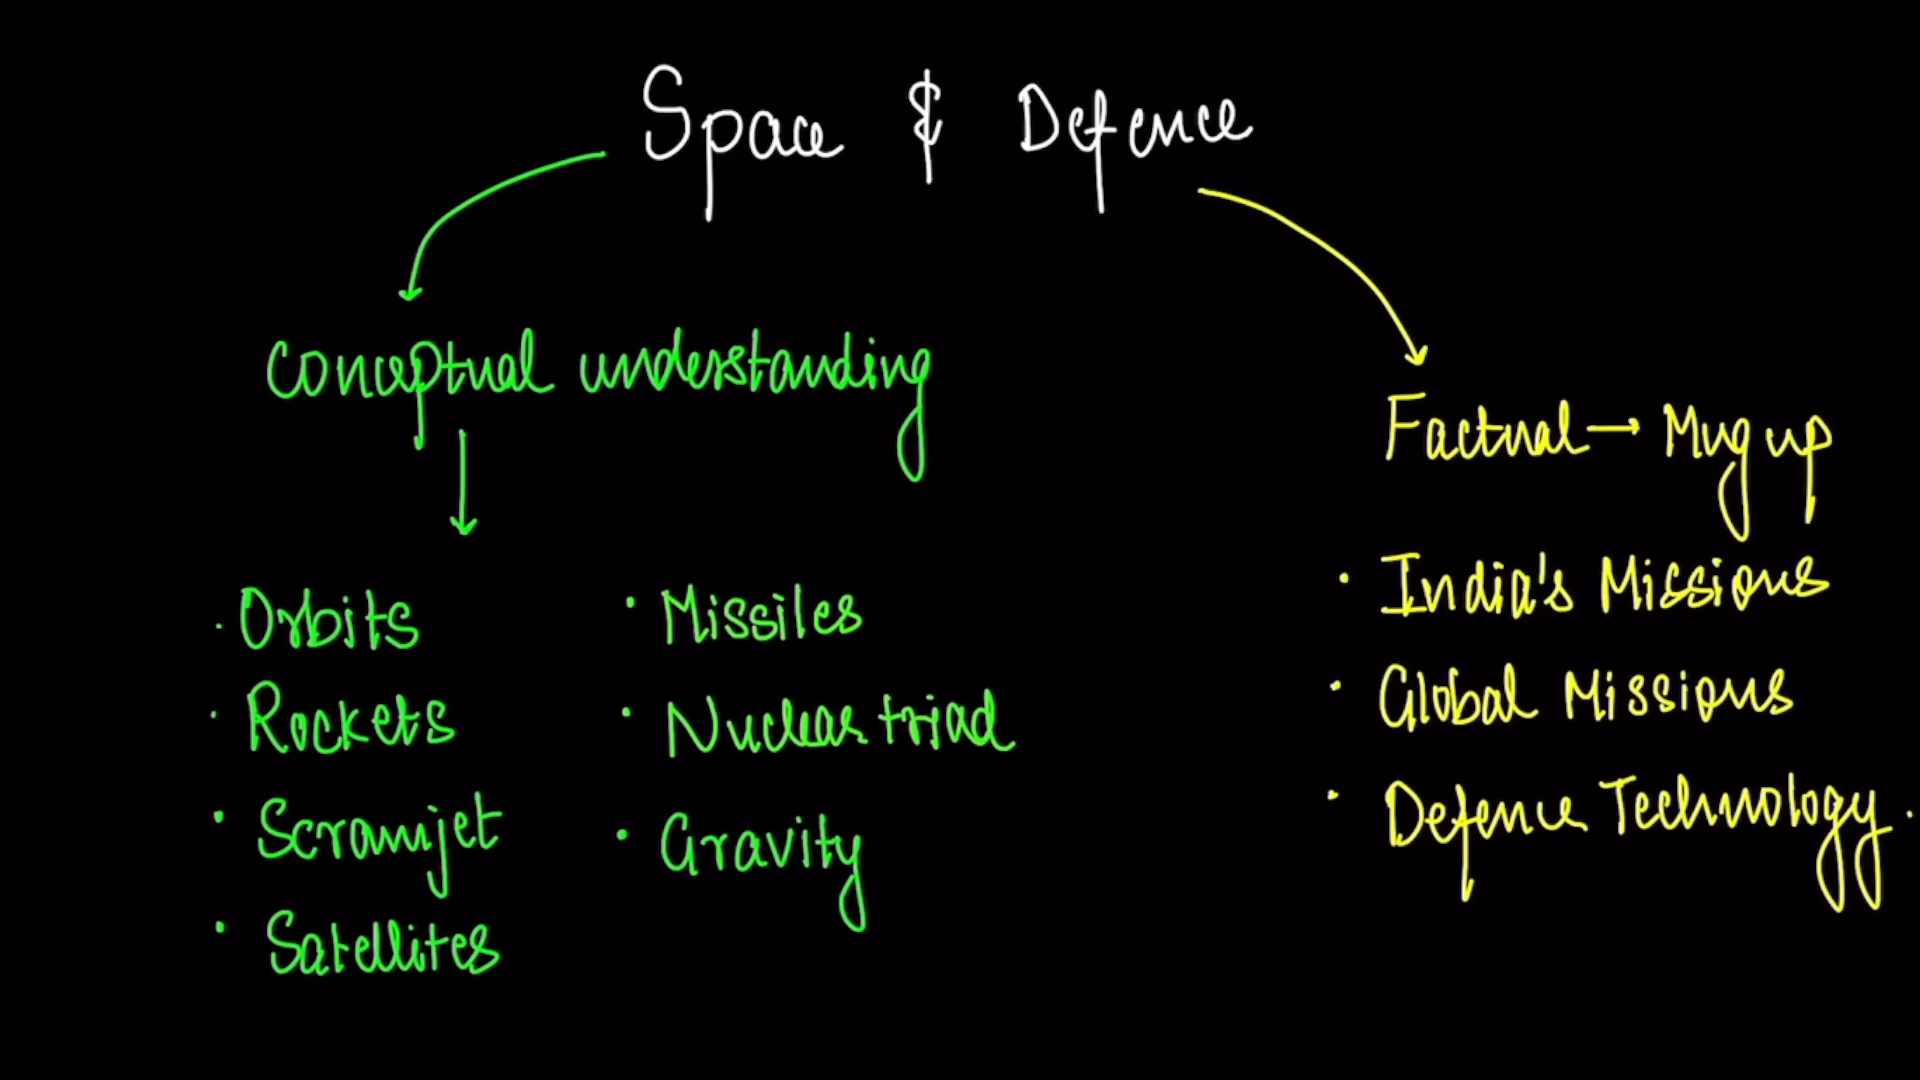 Space & Defence
Conceptual understanding
Factual → Mug up
· Orbits
· Rockets
· Scramjet
· Satellites
· Missiles
· Nuclear triad
· Gravity
· India's Missions
· Global Missions
· Defence Technology.